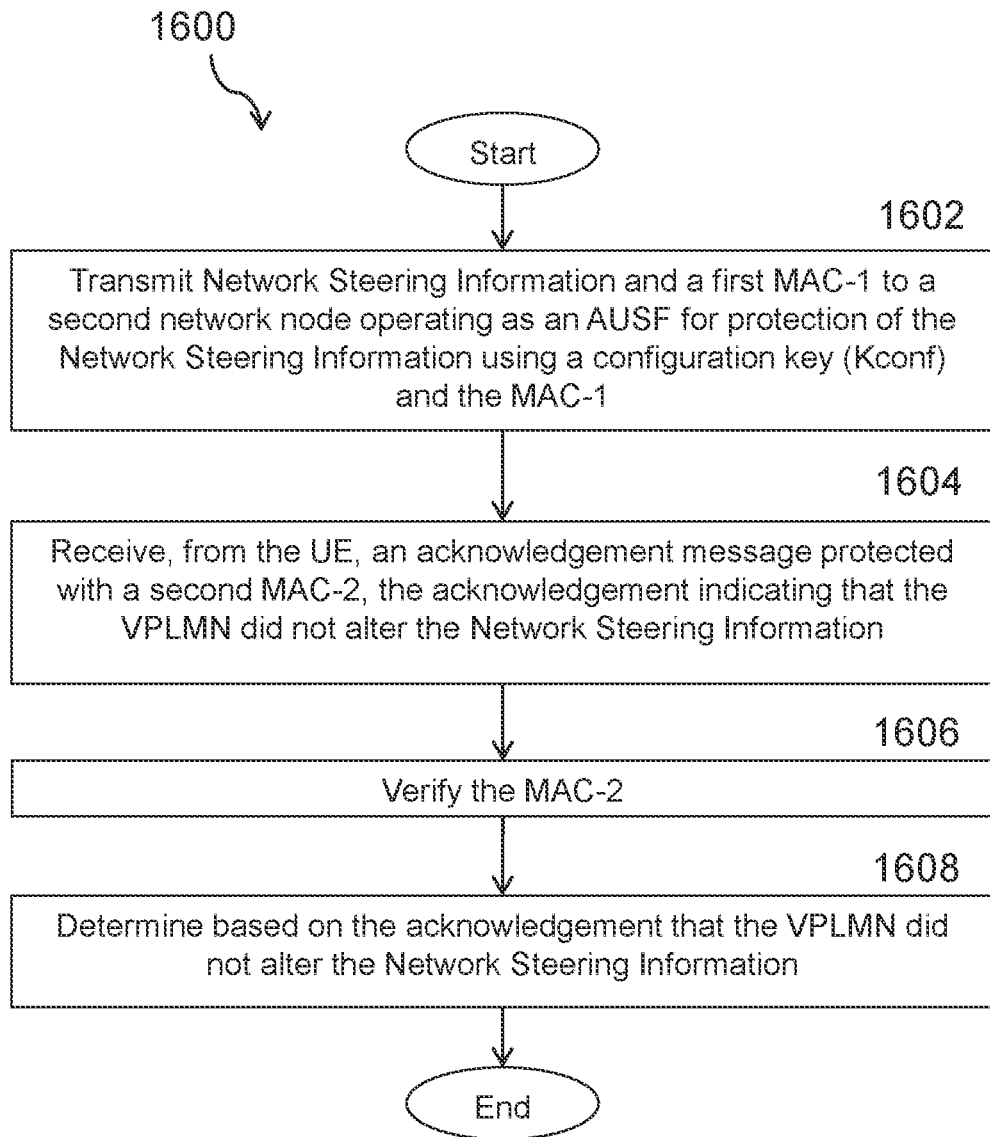 1600
Start
1602
Transmit Network Steering Information and a first MAC-1 to a
second network node operating as an AUSF for protection of the
Network Steering Information using a configuration key (Kconf)
and the MAC-1
1604
Receive, from the UE, an acknowledgement message protected
with a second MAC-2, the acknowledgement indicating that the
VPLMN did not alter the Network Steering Information
1606
Verify the MAC-2
1608
Determine based on the acknowledgement that the VPLMN did
not alter the Network Steering Information
End